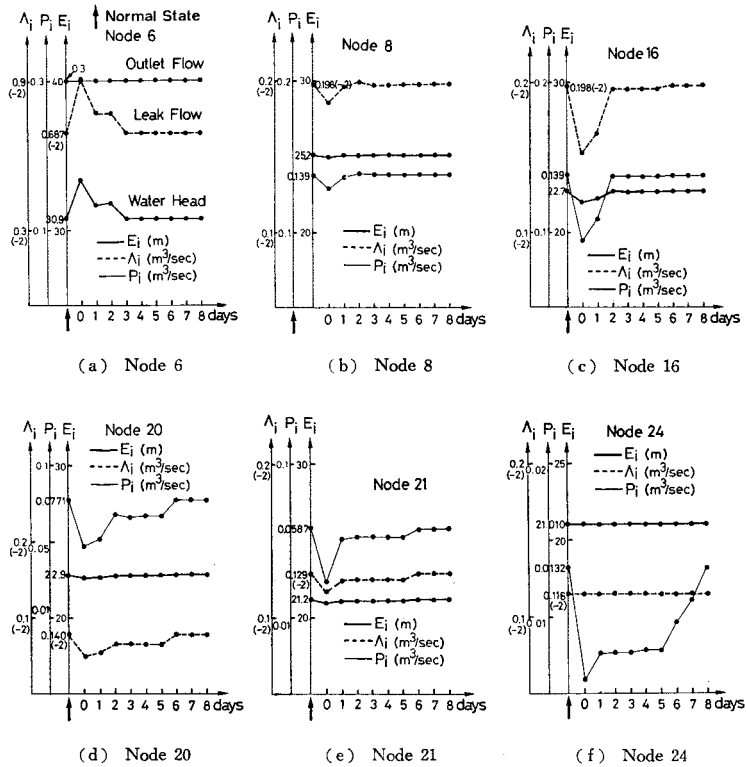 Λi Pi Ei
Normal State
Node 6
0.9
(-2)
0.3
40
0.3
Outlet Flow
0.687
(-2)
Leak Flow
30.9
Water Head
0.3
(-2)
0.1
30
Ei (m)
Λi (m³/sec)
Pi (m³/sec)
0 1 2 3 4 5 6 7 8 days
(a) Node 6
Λi Pi Ei
Node 8
0.2
(-2)
0.2
30
0.198(-2)
25.2
0.139
0.1
(-2)
0.1
20
Ei (m)
Λi (m³/sec)
Pi (m³/sec)
0 1 2 3 4 5 6 7 8 days
(b) Node 8
Λi Pi Ei
Node 16
0.2
(-2)
0.2
30
0.198(-2)
0.139
22.7
0.1
(-2)
0.1
20
Ei (m)
Λi (m³/sec)
Pi (m³/sec)
0 1 2 3 4 5 6 7 8 days
(c) Node 16
Λi Pi Ei
Node 20
Ei (m)
Λi (m³/sec)
Pi (m³/sec)
0.1
30
0.0771
0.2
(-2)
0.05
22.9
0.01
0.1
(-2)
20
0.140
(-2)
0 1 2 3 4 5 6 7 8 days
(d) Node 20
Λi Pi Ei
0.2
(-2)
0.1
30
Node 21
0.0587
0.129
(-2)
21.2
0.1
(-2)
0.01
20
Ei (m)
Λi (m³/sec)
Pi (m³/sec)
0 1 2 3 4 5 6 7 8 days
(e) Node 21
Λi Pi Ei
Node 24
0.2
(-2)
0.02
25
Ei (m)
Λi (m³/sec)
Pi (m³/sec)
21.010
20
0.0132
0.116
(-2)
0.1
(-2)
0.01
0 1 2 3 4 5 6 7 8 days
(f) Node 24